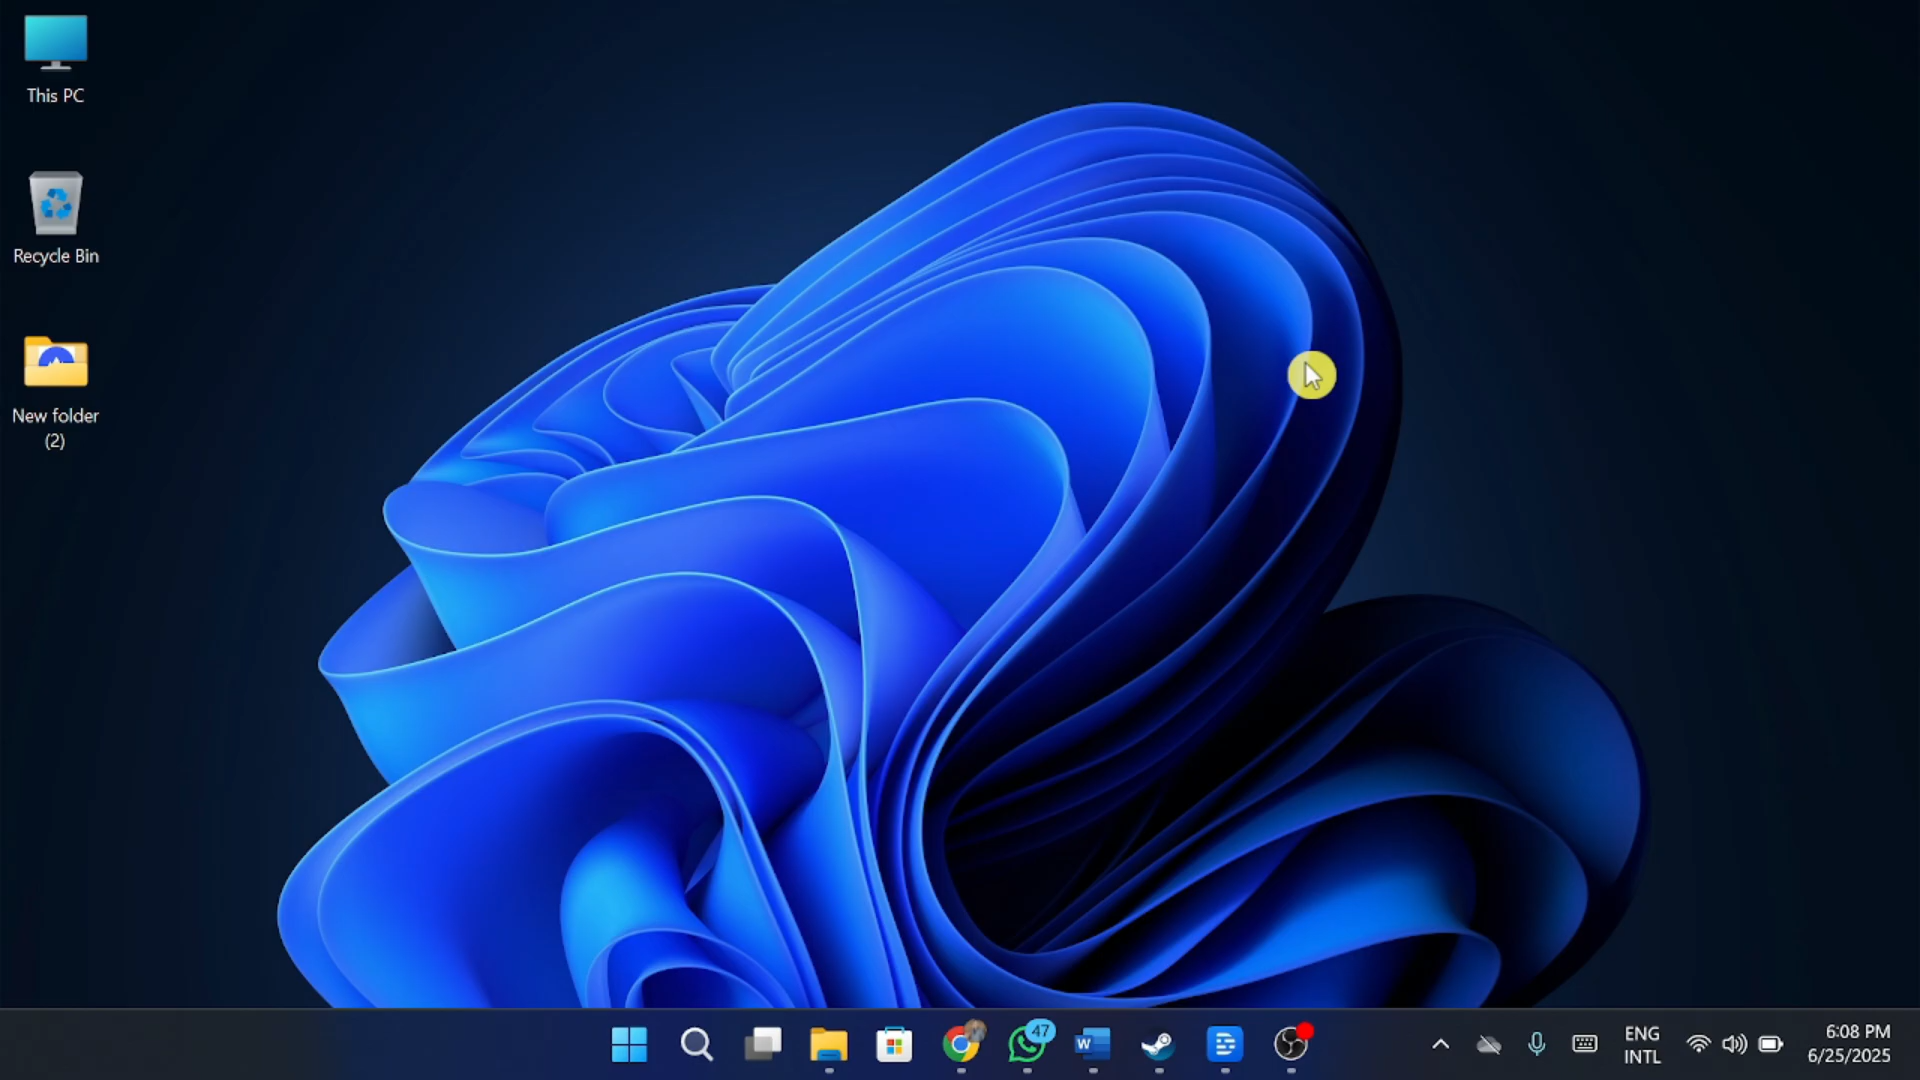 This PC
Recycle Bin
New folder
(2)
47
W
ENG
INTL
6:08 PM
6/25/2025